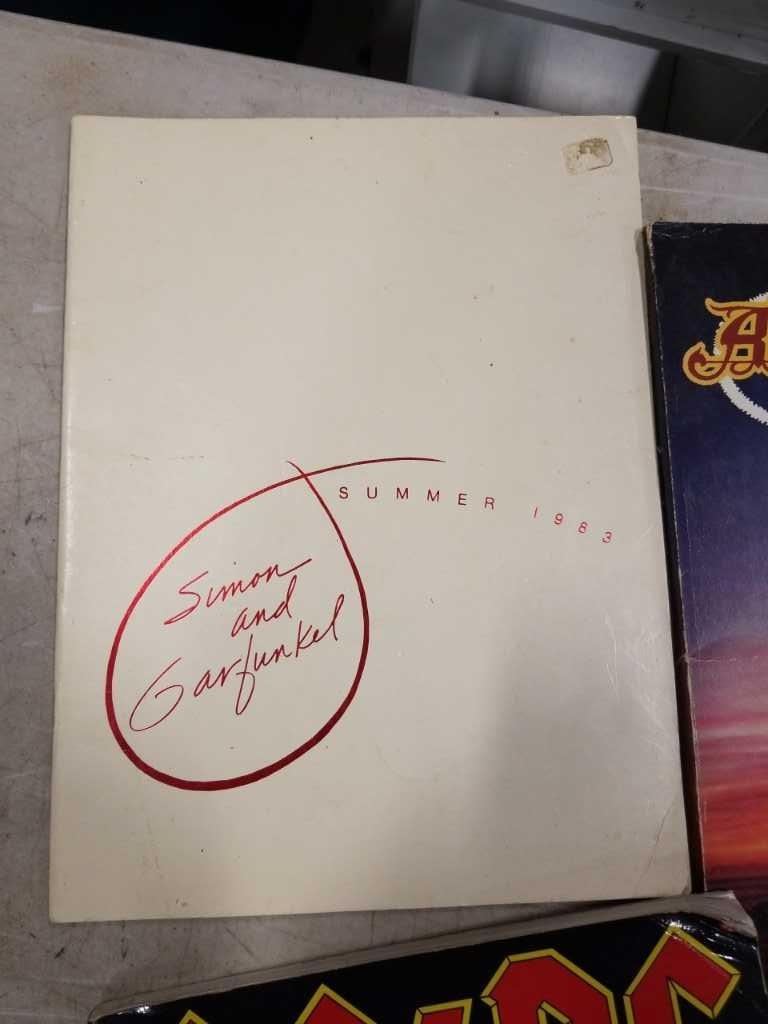 SUMMER 1983
Simon
and
Garfunkel
A